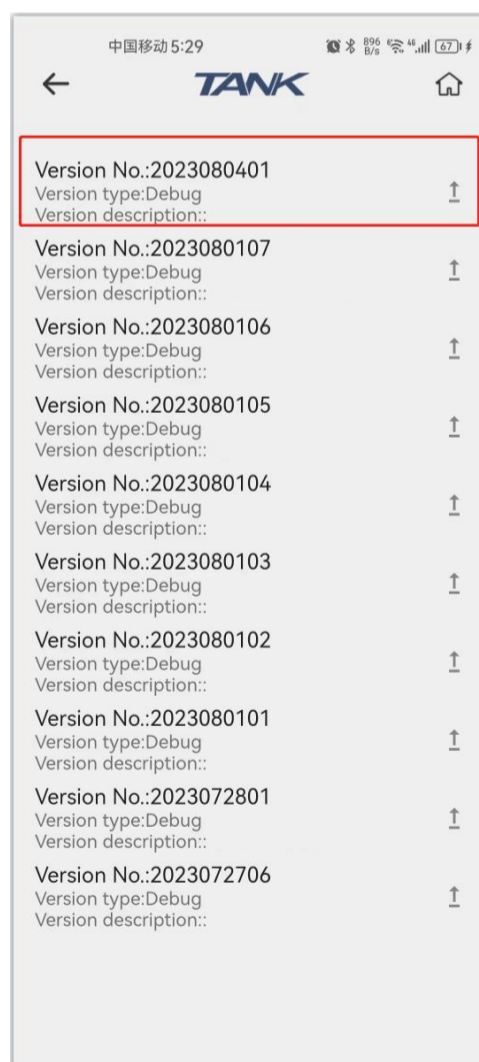 中国移动 5:29
896 B/s 46 67
TANK
Version No.:2023080401
Version type:Debug
Version description::
Version No.:2023080107
Version type:Debug
Version description::
Version No.:2023080106
Version type:Debug
Version description::
Version No.:2023080105
Version type:Debug
Version description::
Version No.:2023080104
Version type:Debug
Version description::
Version No.:2023080103
Version type:Debug
Version description::
Version No.:2023080102
Version type:Debug
Version description::
Version No.:2023080101
Version type:Debug
Version description::
Version No.:2023072801
Version type:Debug
Version description::
Version No.:2023072706
Version type:Debug
Version description::